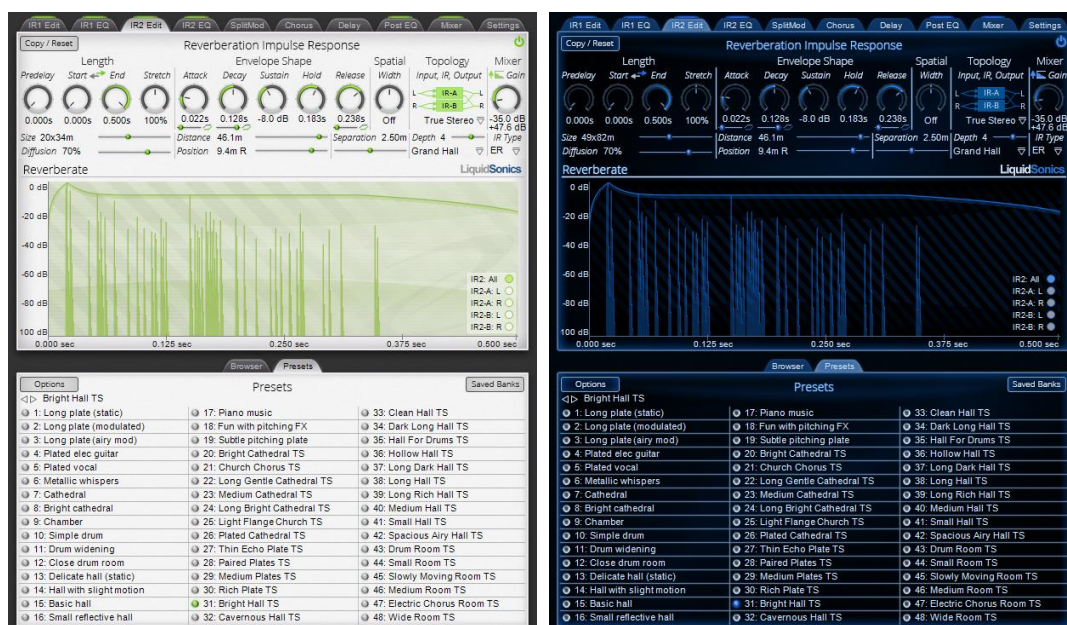 IR1 Edit IR1 EQ IR2 Edit IR2 EQ SplitMod Chorus Delay Post EQ Mixer Settings
Copy / Reset Reverberation Impulse Response
Length Envelope Shape Spatial Topology Mixer
Predelay Start End Stretch Attack Decay Sustain Hold Release Width Input, IR, Output Gain
L IR-A L
R IR-B R
0.000s 0.000s 0.500s 100% 0.022s 0.128s -8.0 dB 0.183s 0.238s Off True Stereo -35.0 dB
+47.6 dB
Size 20x34m Distance 46.1m Separation 2.50m Depth 4 IR Type
Diffusion 70% Position 9.4m R Grand Hall ER
Reverberate LiquidSonics
0 dB
-20 dB
-40 dB
-60 dB
-80 dB
100 dB
IR2: All
IR2-A: L
IR2-A: R
IR2-B: L
IR2-B: R
0.000 sec 0.125 sec 0.250 sec 0.375 sec 0.500 sec
Browser Presets
Options Presets Saved Banks
Bright Hall TS
1: Long plate (static) 17: Piano music 33: Clean Hall TS
2: Long plate (modulated) 18: Fun with pitching FX 34: Dark Long Hall TS
3: Long plate (airy mod) 19: Subtle pitching plate 35: Hall For Drums TS
4: Plated elec guitar 20: Bright Cathedral TS 36: Hollow Hall TS
5: Plated vocal 21: Church Chorus TS 37: Long Dark Hall TS
6: Metallic whispers 22: Long Gentle Cathedral TS 38: Long Hall TS
7: Cathedral 23: Medium Cathedral TS 39: Long Rich Hall TS
8: Bright cathedral 24: Long Bright Cathedral TS 40: Medium Hall TS
9: Chamber 25: Light Flange Church TS 41: Small Hall TS
10: Simple drum 26: Plated Cathedral TS 42: Spacious Airy Hall TS
11: Drum widening 27: Thin Echo Plate TS 43: Drum Room TS
12: Close drum room 28: Paired Plates TS 44: Small Room TS
13: Delicate hall (static) 29: Medium Plates TS 45: Slowly Moving Room TS
14: Hall with slight motion 30: Rich Plate TS 46: Medium Room TS
15: Basic hall 31: Bright Hall TS 47: Electric Chorus Room TS
16: Small reflective hall 32: Cavernous Hall TS 48: Wide Room TS
IR1 Edit IR1 EQ IR2 Edit IR2 EQ SplitMod Chorus Delay Post EQ Mixer Settings
Copy / Reset Reverberation Impulse Response
Length Envelope Shape Spatial Topology Mixer
Predelay Start End Stretch Attack Decay Sustain Hold Release Width Input, IR, Output Gain
L IR-A L
R IR-B R
0.000s 0.000s 0.500s 100% 0.022s 0.128s -8.0 dB 0.183s 0.238s Off True Stereo -35.0 dB
+47.6 dB
Size 49x82m Distance 46.1m Separation 2.50m Depth 4 IR Type
Diffusion 70% Position 9.4m R Grand Hall ER
Reverberate LiquidSonics
0 dB
-20 dB
-40 dB
-60 dB
-80 dB
100 dB
IR2: All
IR2-A: L
IR2-A: R
IR2-B: L
IR2-B: R
0.000 sec 0.125 sec 0.250 sec 0.375 sec 0.500 sec
Browser Presets
Options Presets Saved Banks
Bright Hall TS
1: Long plate (static) 17: Piano music 33: Clean Hall TS
2: Long plate (modulated) 18: Fun with pitching FX 34: Dark Long Hall TS
3: Long plate (airy mod) 19: Subtle pitching plate 35: Hall For Drums TS
4: Plated elec guitar 20: Bright Cathedral TS 36: Hollow Hall TS
5: Plated vocal 21: Church Chorus TS 37: Long Dark Hall TS
6: Metallic whispers 22: Long Gentle Cathedral TS 38: Long Hall TS
7: Cathedral 23: Medium Cathedral TS 39: Long Rich Hall TS
8: Bright cathedral 24: Long Bright Cathedral TS 40: Medium Hall TS
9: Chamber 25: Light Flange Church TS 41: Small Hall TS
10: Simple drum 26: Plated Cathedral TS 42: Spacious Airy Hall TS
11: Drum widening 27: Thin Echo Plate TS 43: Drum Room TS
12: Close drum room 28: Paired Plates TS 44: Small Room TS
13: Delicate hall (static) 29: Medium Plates TS 45: Slowly Moving Room TS
14: Hall with slight motion 30: Rich Plate TS 46: Medium Room TS
15: Basic hall 31: Bright Hall TS 47: Electric Chorus Room TS
16: Small reflective hall 32: Cavernous Hall TS 48: Wide Room TS